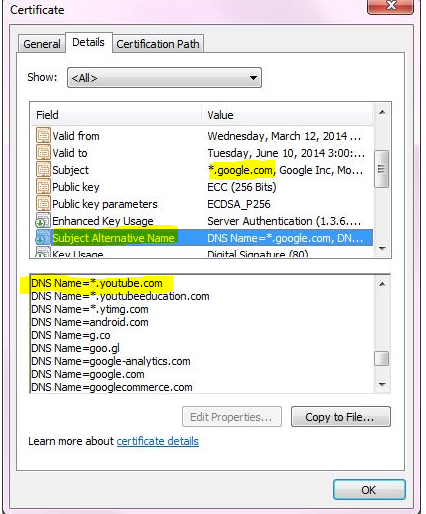 Certificate
General Details Certification Path
Show: <All>
Field Value
Valid from Wednesday, March 12, 2014 ...
Valid to Tuesday, June 10, 2014 3:00:...
Subject *.google.com, Google Inc, Mo...
Public key ECC (256 Bits)
Public key parameters ECDSA_P256
Enhanced Key Usage Server Authentication (1.3.6....
Subject Alternative Name DNS Name=*.google.com, DN...
Key Usage Digital Signature (80)
DNS Name=*.youtube.com
DNS Name=*.youtubeeducation.com
DNS Name=*.ytimg.com
DNS Name=android.com
DNS Name=g.co
DNS Name=goo.gl
DNS Name=google-analytics.com
DNS Name=google.com
DNS Name=googlecommerce.com
Edit Properties... Copy to File...
Learn more about certificate details
OK